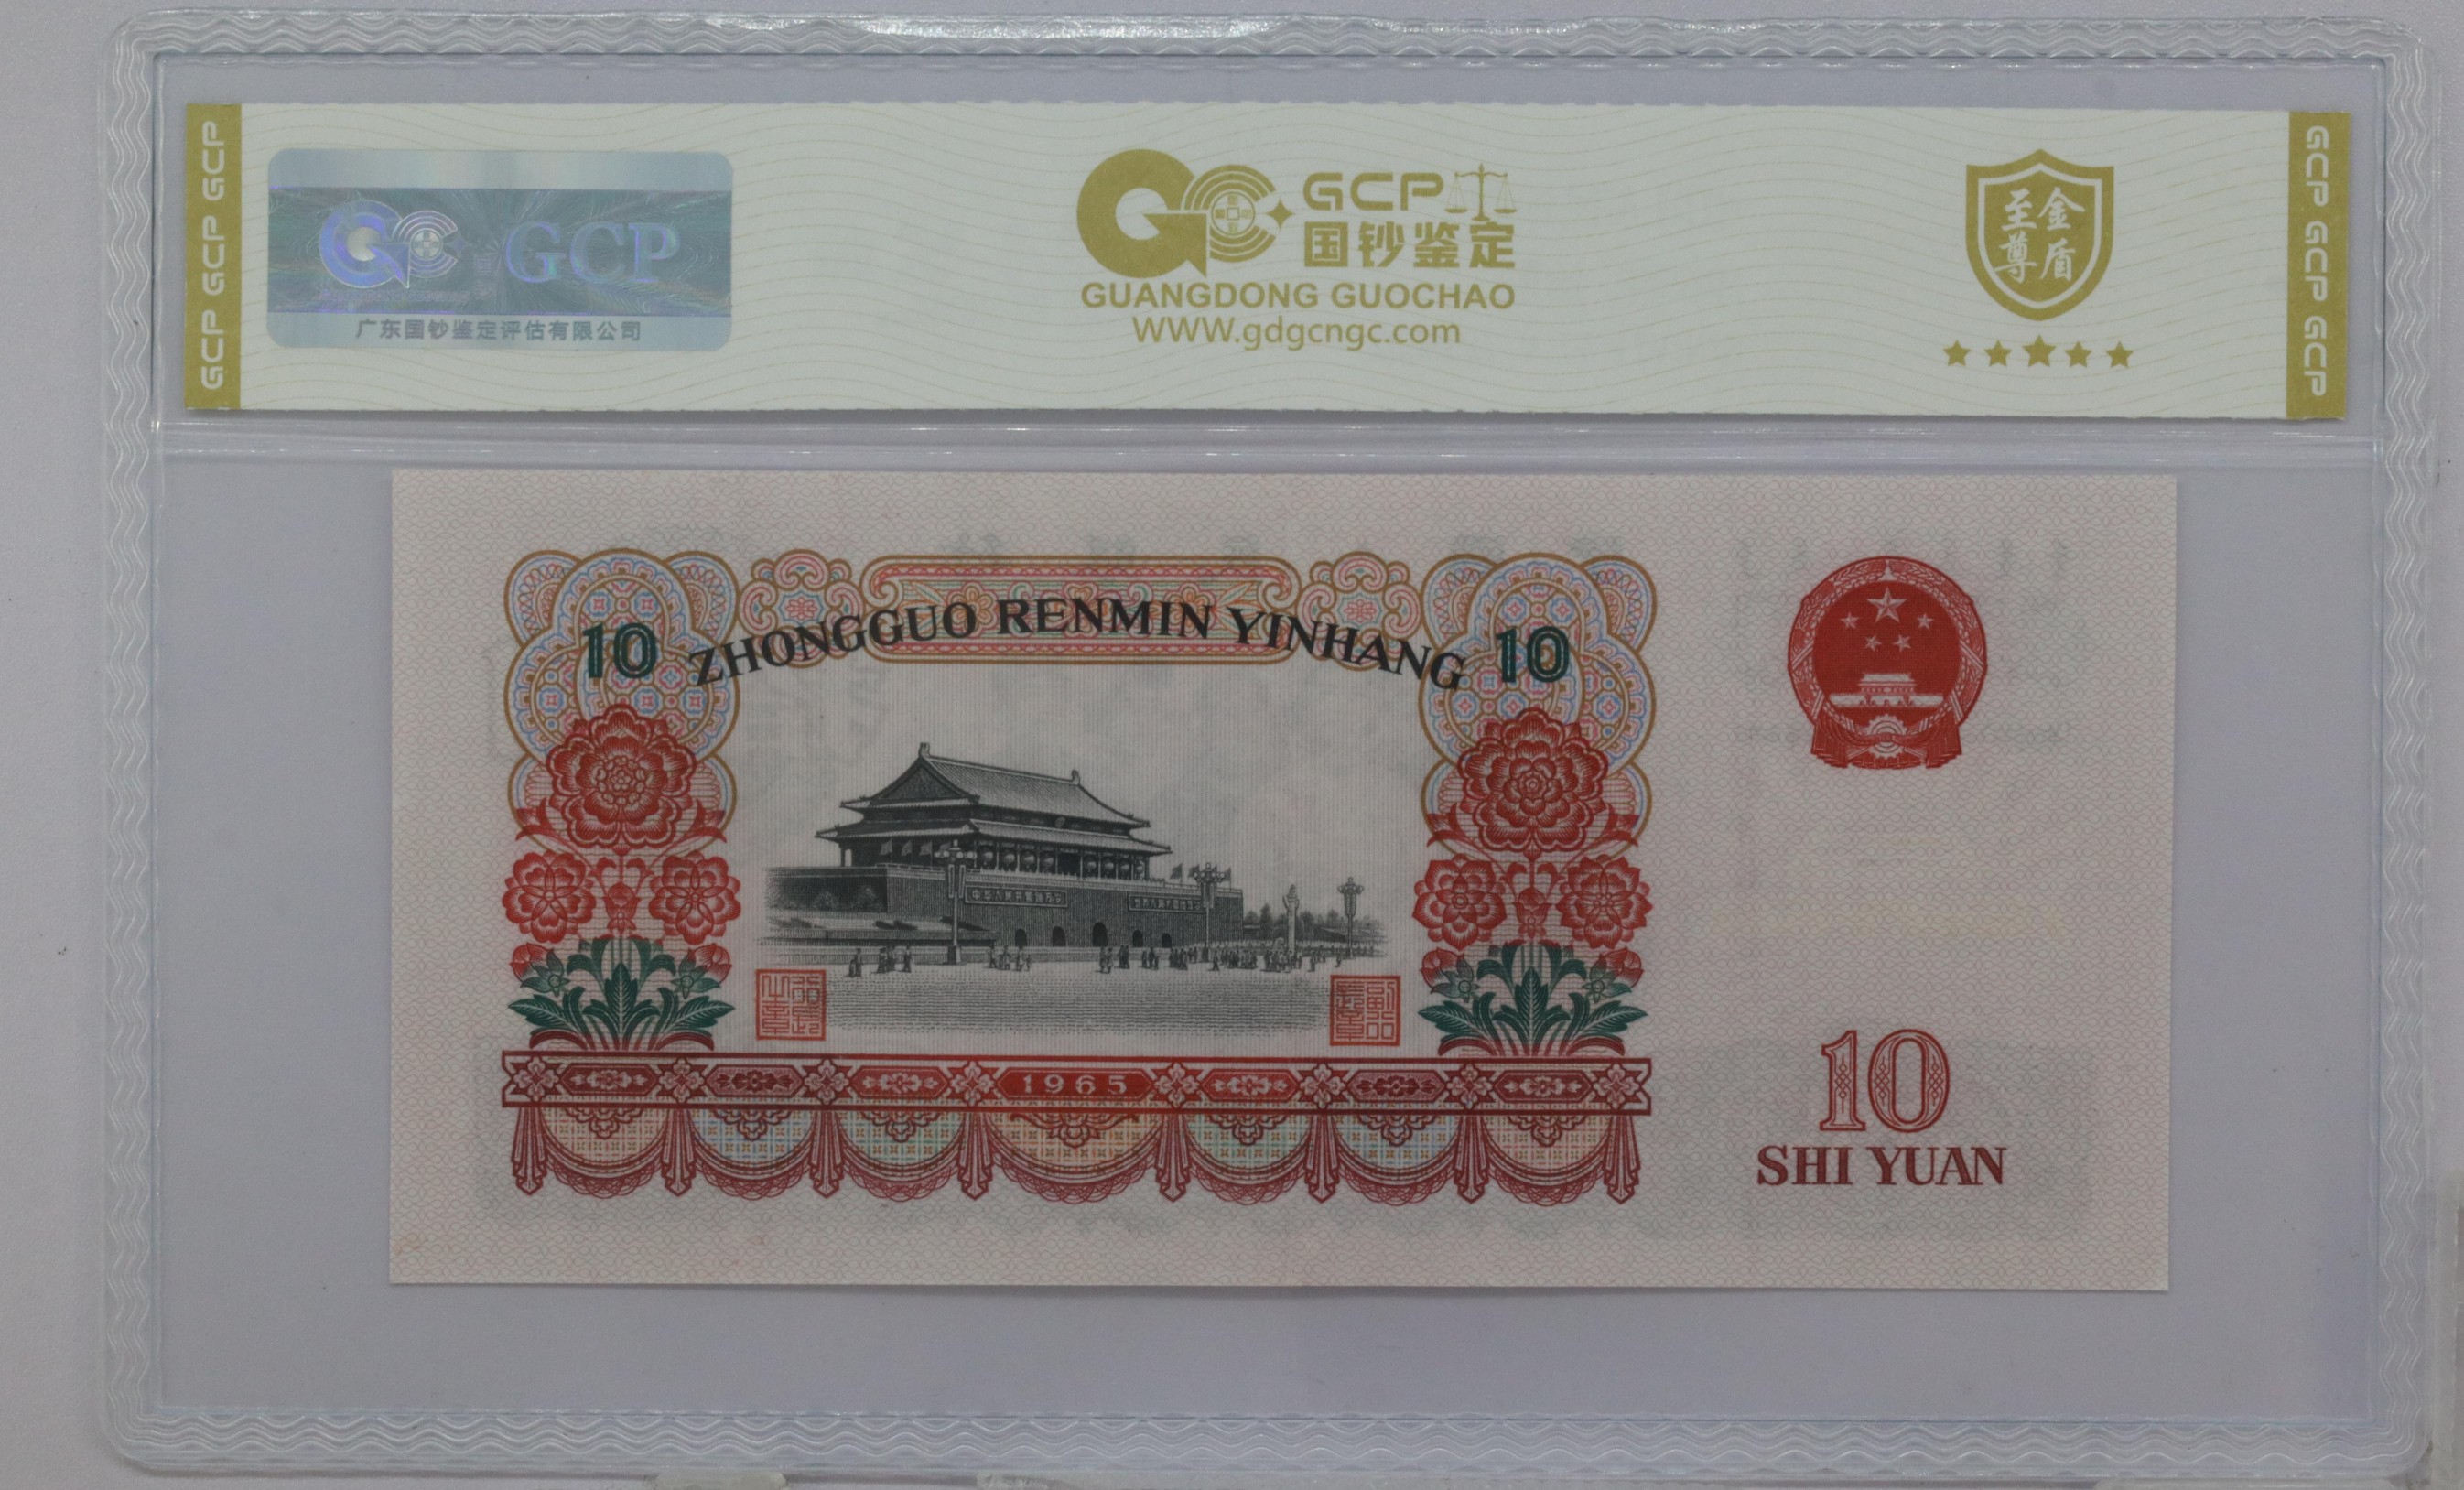 GCP GCP GCP
GCP
广东国钞鉴定评估有限公司
GCP
国钞鉴定
GUANGDONG GUOCHAO
WWW.gdgcngc.com
至金
尊盾
GCP GCP GCP
ZHONGGUO RENMIN YINHANG
10
10
1965
10
SHI YUAN